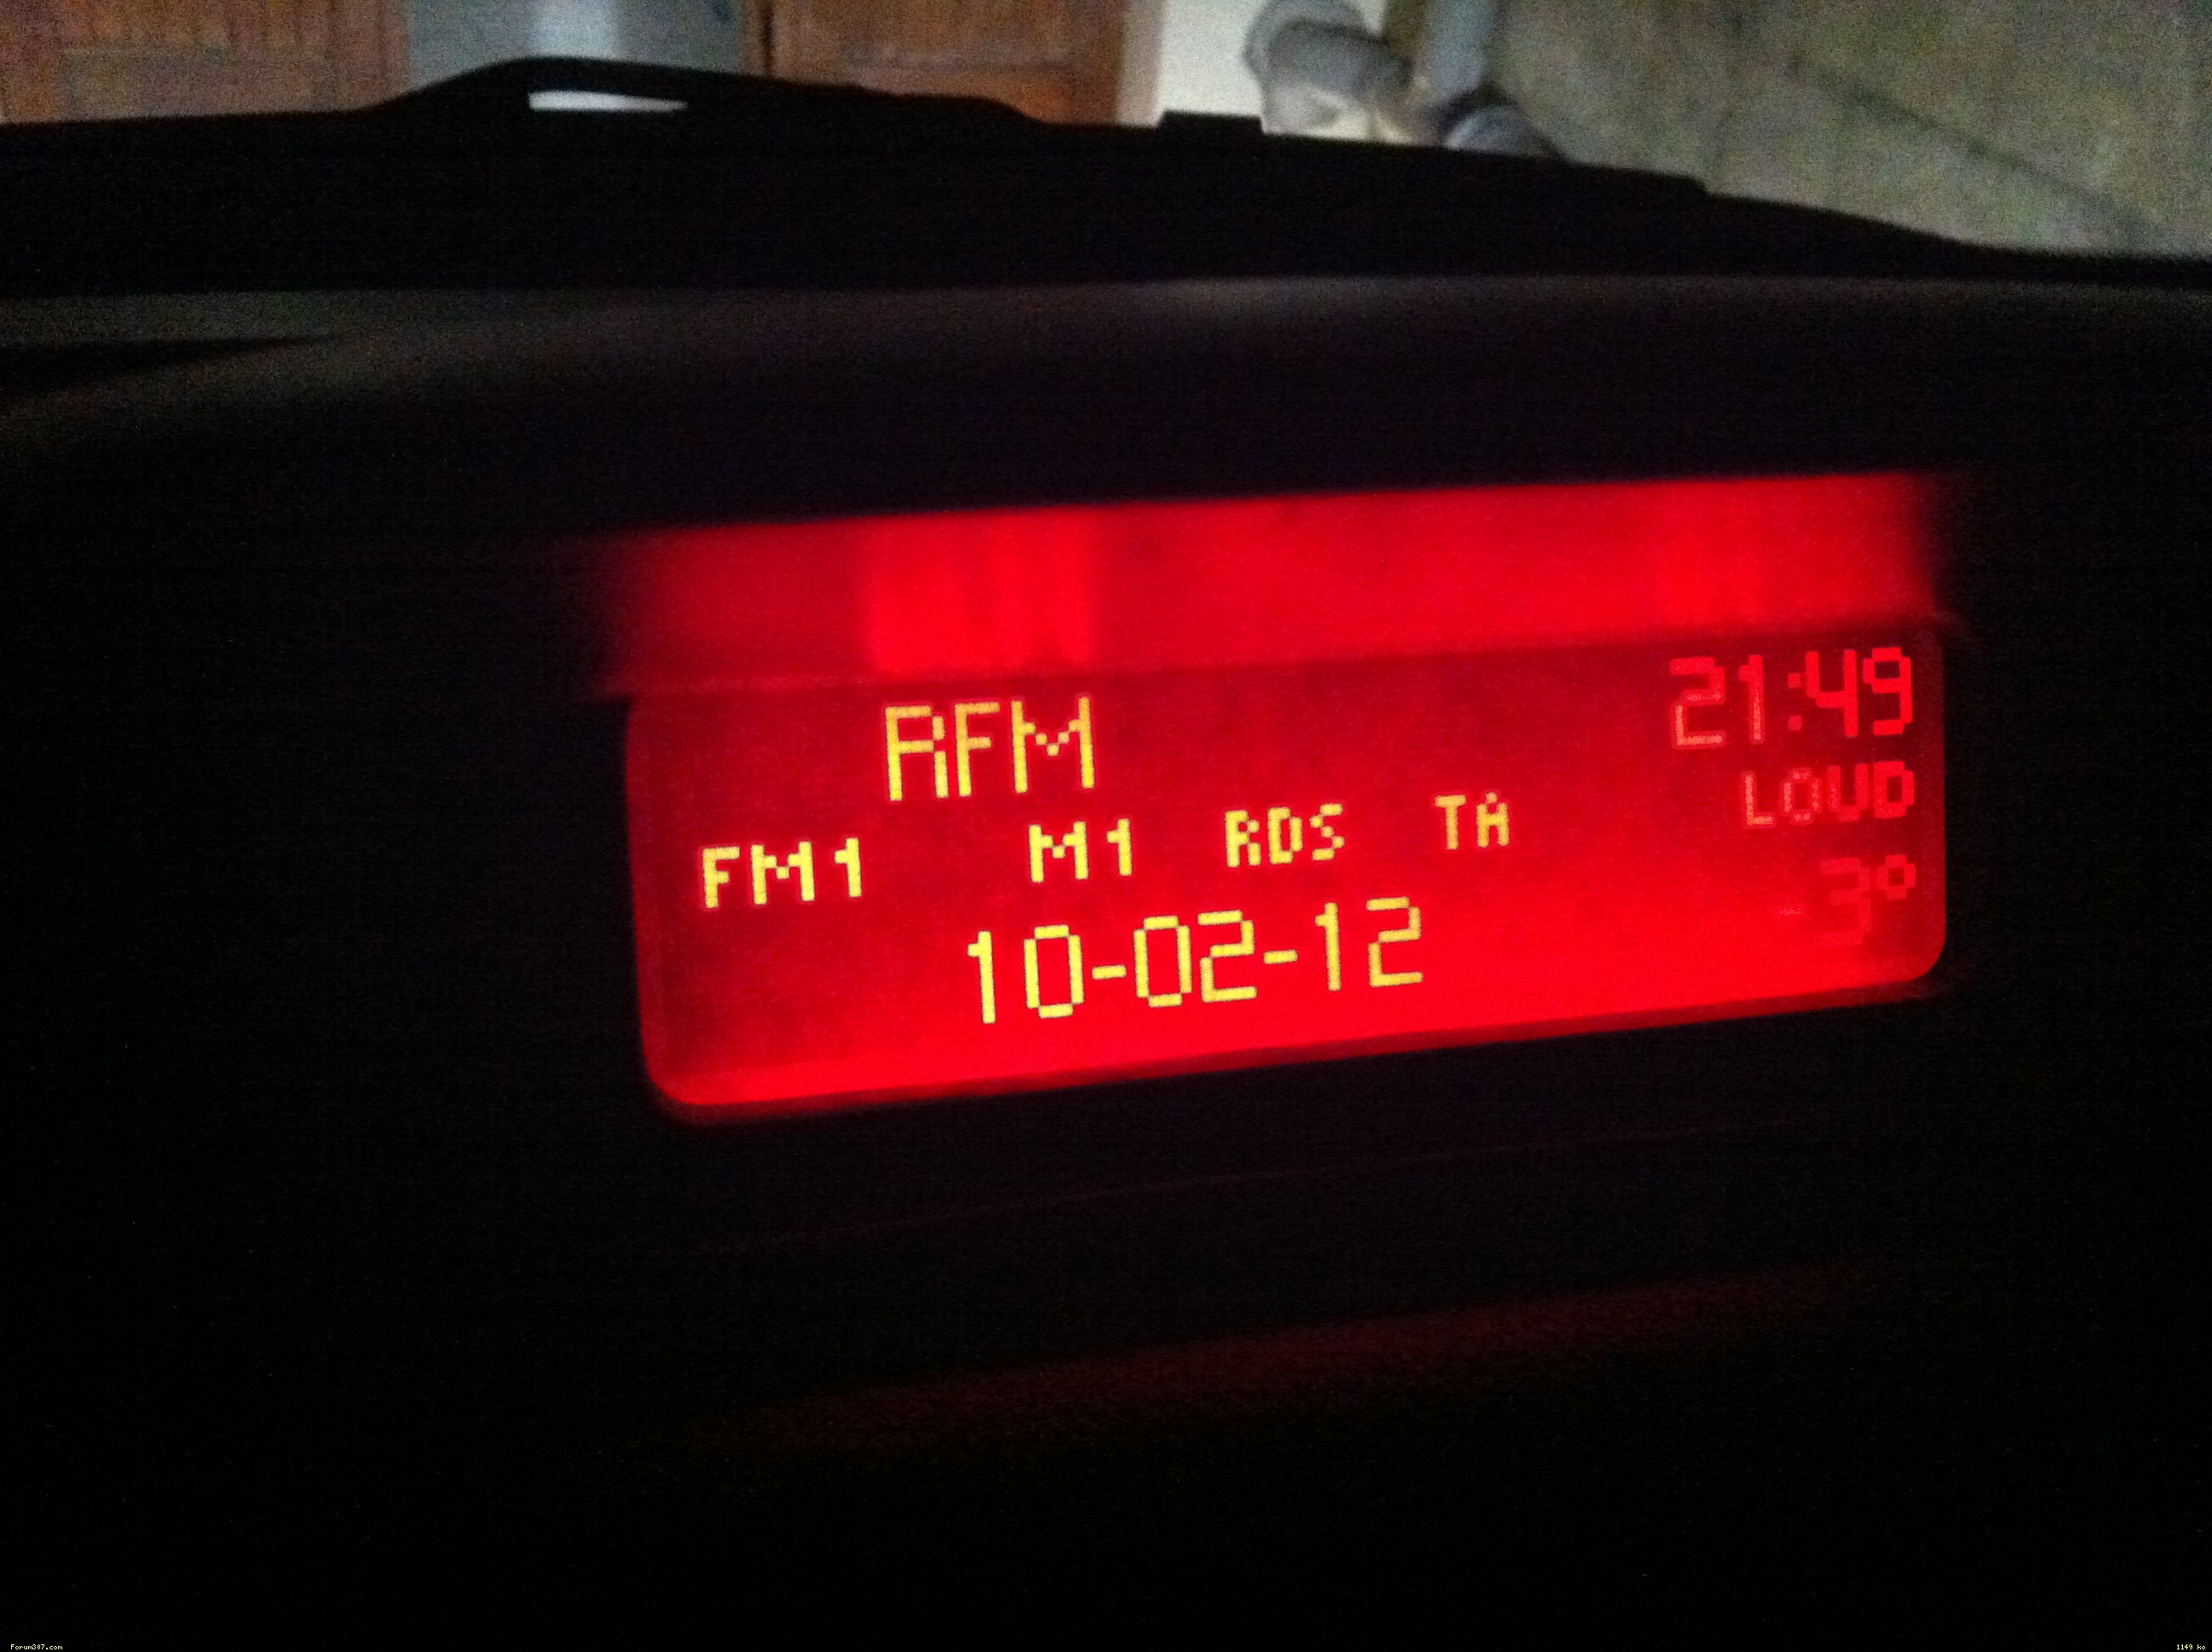 RFM 21:49
LOUD
FM1 M1 RDS TA
3°
10-02-12
Forum307.com 1149 ko